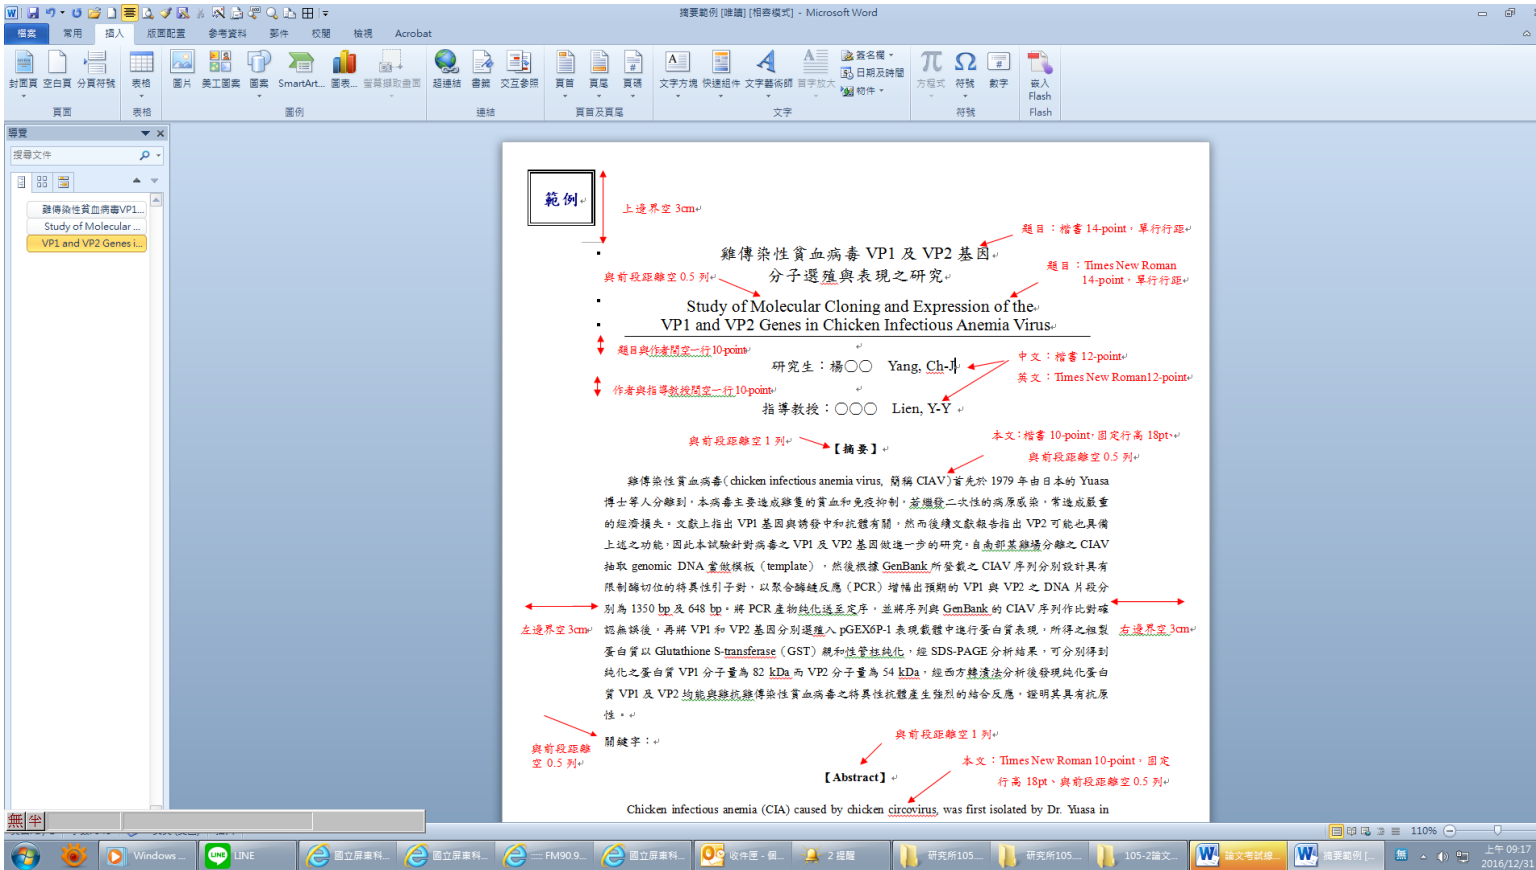 摘要範例 [唯讀] [相容模式] - Microsoft Word
檔案 常用 插入 版面配置 參考資料 郵件 校閱 檢視 Acrobat
封面頁 空白頁 分頁符號 表格 圖片 美工圖案 圖案 SmartArt... 圖表... 螢幕擷取畫面 超連結 書籤 交互參照 頁首 頁尾 頁碼 文字方塊 快速組件 文字藝術師 首字放大 簽名欄 日期及時間 物件 方程式 符號 數字 嵌入 Flash
頁面 表格 圖例 連結 頁首及頁尾 文字 符號 Flash
導覽
搜尋文件
雞傳染性貧血病毒VP1...
Study of Molecular ...
VP1 and VP2 Genes i...
範例
上邊界空 3cm
題目：楷書 14-point，單行行距
雞傳染性貧血病毒 VP1 及 VP2 基因
分子選殖與表現之研究
題目：Times New Roman
14-point，單行行距
與前段距離空 0.5 列
Study of Molecular Cloning and Expression of the
VP1 and VP2 Genes in Chicken Infectious Anemia Virus
題目與作者間空一行10-point
研究生：楊〇〇 Yang, Ch-J
中文：楷書 12-point
英文：Times New Roman12-point
作者與指導教授間空一行10-point
指導教授：〇〇〇 Lien, Y-Y
與前段距離空 1 列
【摘要】
本文：楷書 10-point，固定行高 18pt、
與前段距離空 0.5 列
雞傳染性貧血病毒（chicken infectious anemia virus, 簡稱 CIAV）首先於 1979 年由日本的 Yuasa
博士等人分離到，本病毒主要造成雞隻的貧血和免疫抑制，若繼發二次性的病原感染，常造成嚴重
的經濟損失。文獻上指出 VP1 基因與誘發中和抗體有關，然而後續文獻報告指出 VP2 可能也具備
上述之功能，因此本試驗針對病毒之 VP1 及 VP2 基因做進一步的研究。自南部某雞場分離之 CIAV
抽取 genomic DNA 當做模板（template），然後根據 GenBank 所登載之 CIAV 序列分別設計具有
限制酶切位的特異性引子對，以聚合酶鏈反應（PCR）增幅出預期的 VP1 與 VP2 之 DNA 片段分
別為 1350 bp 及 648 bp。將 PCR 產物純化送至定序，並將序列與 GenBank 的 CIAV 序列作比對確
認無誤後，再將 VP1 和 VP2 基因分別選殖入 pGEX6P-1 表現載體中進行蛋白質表現，所得之粗製
蛋白質以 Glutathione S-transferase（GST）親和性管柱純化，經 SDS-PAGE 分析結果，可分別得到
純化之蛋白質 VP1 分子量為 82 kDa 而 VP2 分子量為 54 kDa，經西方轉漬法分析後發現純化蛋白
質 VP1 及 VP2 均能與雞抗雞傳染性貧血病毒之特異性抗體產生強烈的結合反應，證明其具有抗原
性。
左邊界空 3cm
右邊界空 3cm
關鍵字：
與前段距離
空 0.5 列
與前段距離空 1 列
【Abstract】
本文：Times New Roman 10-point，固定
行高 18pt、與前段距離空 0.5 列
Chicken infectious anemia (CIA) caused by chicken circovirus, was first isolated by Dr. Yuasa in
無 半
110%
Windows ... LINE 國立屏東科... 國立屏東科... FM90.9... 國立屏東科... 收件匣 - 個... 2 提醒 研究所105.... 研究所105.... 105-2論文... 論文考試線... 摘要範例 [...
上午 09:17
2016/12/31